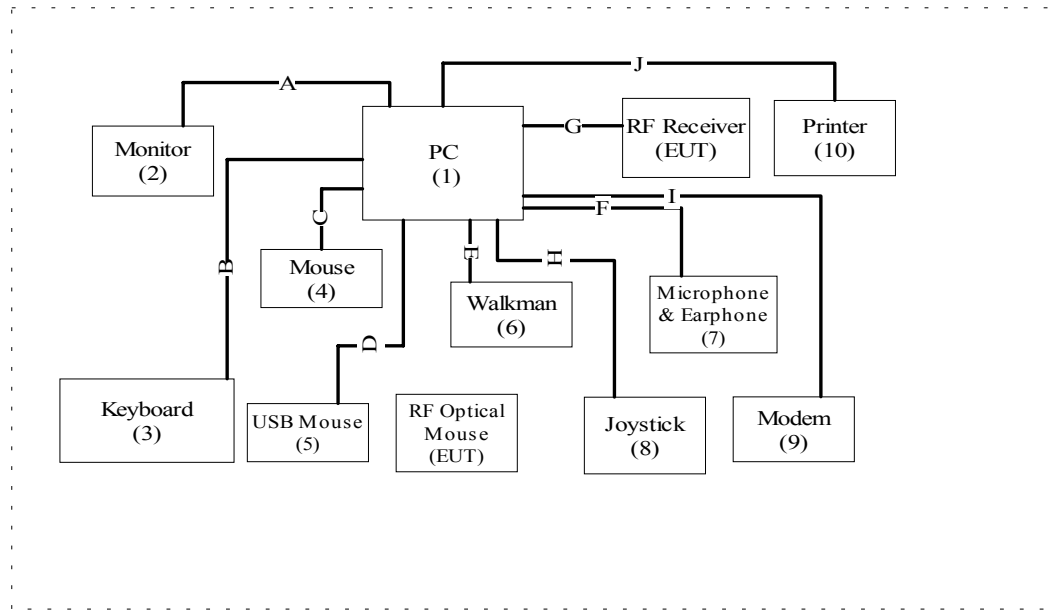 J
A
G
RF Receiver
(EUT)
Printer
(10)
Monitor
(2)
PC
(1)
I
F
C
B
Mouse
(4)
E
H
Walkman
(6)
Microphone
& Earphone
(7)
D
Keyboard
(3)
USB Mouse
(5)
RF Optical
Mouse
(EUT)
Joystick
(8)
Modem
(9)